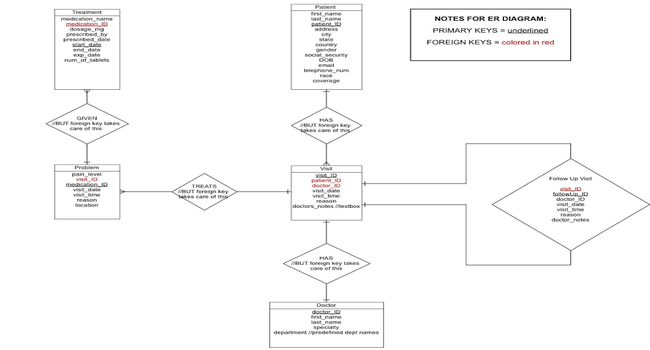 Treatment
medication_name
medication_ID
dosage_mg
prescribed_by
prescribed_date
start_date
end_date
exp_date
num_of_tablets
Patient
first_name
last_name
patient_ID
address
city
state
country
gender
social_security
DOB
email
telephone_num
race
coverage
NOTES FOR ER DIAGRAM:
PRIMARY KEYS = underlined
FOREIGN KEYS = colored in red
GIVEN
//BUT foreign key takes
care of this
HAS
//BUT foreign key
takes care of this
Problem
pain_level
visit_ID
medication_ID
visit_date
visit_time
reason
location
TREATS
//BUT foreign key
takes care of this
Visit
visit_ID
patient_ID
doctor_ID
visit_date
visit_time
reason
doctors_notes //textbox
Follow Up Visit
visit_ID
followUp_ID
doctor_ID
visit_date
visit_time
reason
doctor_notes
HAS
//BUT foreign key takes
care of this
Doctor
doctor_ID
first_name
last_name
specialty
department //predefined dept names